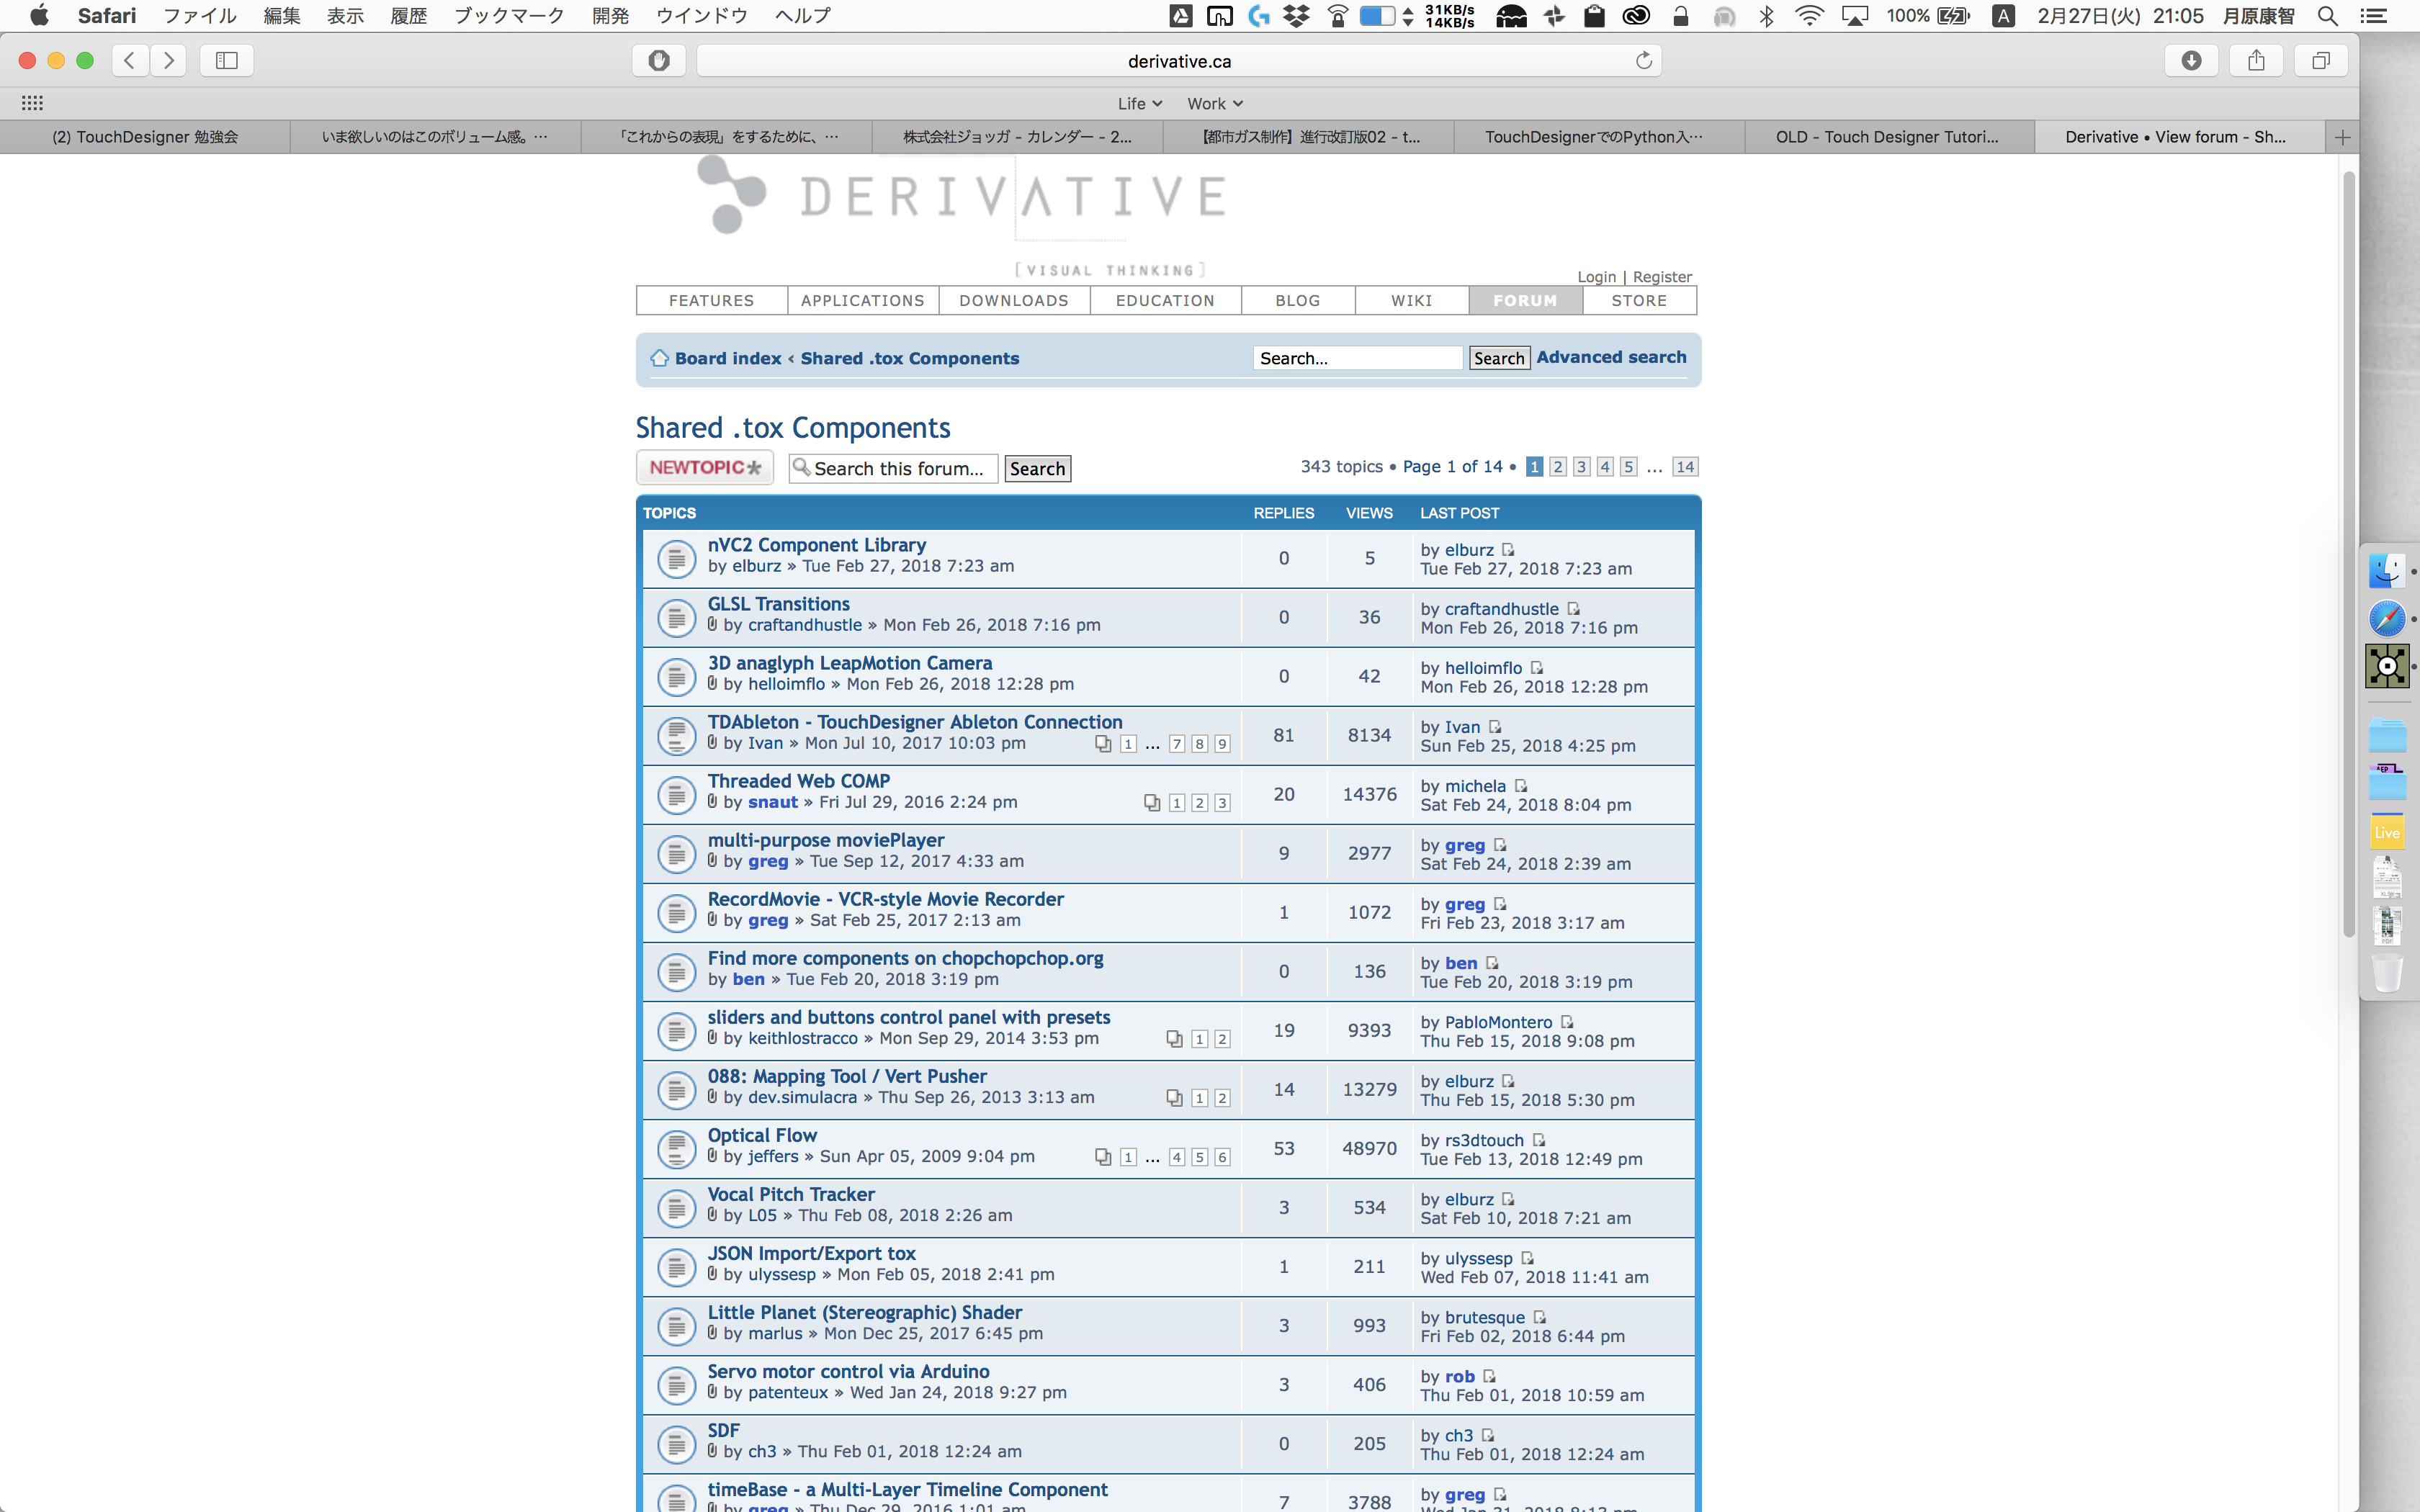 Safari ファイル 編集 表示 履歴 ブックマーク 開発 ウインドウ ヘルプ 31KB/s 14KB/s 100% A 2月27日(火) 21:05 月原康智
derivative.ca
Life Work
(2) TouchDesigner 勉強会 いま欲しいのはこのボリューム感。… 「これからの表現」をするために、… 株式会社ジョッガ - カレンダー - 2... 【都市ガス制作】進行改訂版02 - t... TouchDesignerでのPython入… OLD - Touch Designer Tutori... Derivative • View forum - Sh...
DERIVATIVE
[VISUAL THINKING]
Login | Register
FEATURES APPLICATIONS DOWNLOADS EDUCATION BLOG WIKI FORUM STORE
Board index ‹ Shared .tox Components Search... Search Advanced search
Shared .tox Components
NEWTOPIC* Search this forum... Search 343 topics • Page 1 of 14 • 1 2 3 4 5 ... 14
TOPICS REPLIES VIEWS LAST POST
nVC2 Component Library
by elburz » Tue Feb 27, 2018 7:23 am
0 5
by elburz
Tue Feb 27, 2018 7:23 am
GLSL Transitions
by craftandhustle » Mon Feb 26, 2018 7:16 pm
0 36
by craftandhustle
Mon Feb 26, 2018 7:16 pm
3D anaglyph LeapMotion Camera
by helloimflo » Mon Feb 26, 2018 12:28 pm
0 42
by helloimflo
Mon Feb 26, 2018 12:28 pm
TDAbleton - TouchDesigner Ableton Connection
by Ivan » Mon Jul 10, 2017 10:03 pm 1 ... 7 8 9
81 8134
by Ivan
Sun Feb 25, 2018 4:25 pm
Threaded Web COMP
by snaut » Fri Jul 29, 2016 2:24 pm 1 2 3
20 14376
by michela
Sat Feb 24, 2018 8:04 pm
multi-purpose moviePlayer
by greg » Tue Sep 12, 2017 4:33 am
9 2977
by greg
Sat Feb 24, 2018 2:39 am
RecordMovie - VCR-style Movie Recorder
by greg » Sat Feb 25, 2017 2:13 am
1 1072
by greg
Fri Feb 23, 2018 3:17 am
Find more components on chopchopchop.org
by ben » Tue Feb 20, 2018 3:19 pm
0 136
by ben
Tue Feb 20, 2018 3:19 pm
sliders and buttons control panel with presets
by keithlostracco » Mon Sep 29, 2014 3:53 pm 1 2
19 9393
by PabloMontero
Thu Feb 15, 2018 9:08 pm
088: Mapping Tool / Vert Pusher
by dev.simulacra » Thu Sep 26, 2013 3:13 am 1 2
14 13279
by elburz
Thu Feb 15, 2018 5:30 pm
Optical Flow
by jeffers » Sun Apr 05, 2009 9:04 pm 1 ... 4 5 6
53 48970
by rs3dtouch
Tue Feb 13, 2018 12:49 pm
Vocal Pitch Tracker
by L05 » Thu Feb 08, 2018 2:26 am
3 534
by elburz
Sat Feb 10, 2018 7:21 am
JSON Import/Export tox
by ulyssesp » Mon Feb 05, 2018 2:41 pm
1 211
by ulyssesp
Wed Feb 07, 2018 11:41 am
Little Planet (Stereographic) Shader
by marlus » Mon Dec 25, 2017 6:45 pm
3 993
by brutesque
Fri Feb 02, 2018 6:44 pm
Servo motor control via Arduino
by patenteux » Wed Jan 24, 2018 9:27 pm
3 406
by rob
Thu Feb 01, 2018 10:59 am
SDF
by ch3 » Thu Feb 01, 2018 12:24 am
0 205
by ch3
Thu Feb 01, 2018 12:24 am
timeBase - a Multi-Layer Timeline Component
by greg » Thu Dec 29, 2016 1:01 am
7 3788
by greg
AEP
Live